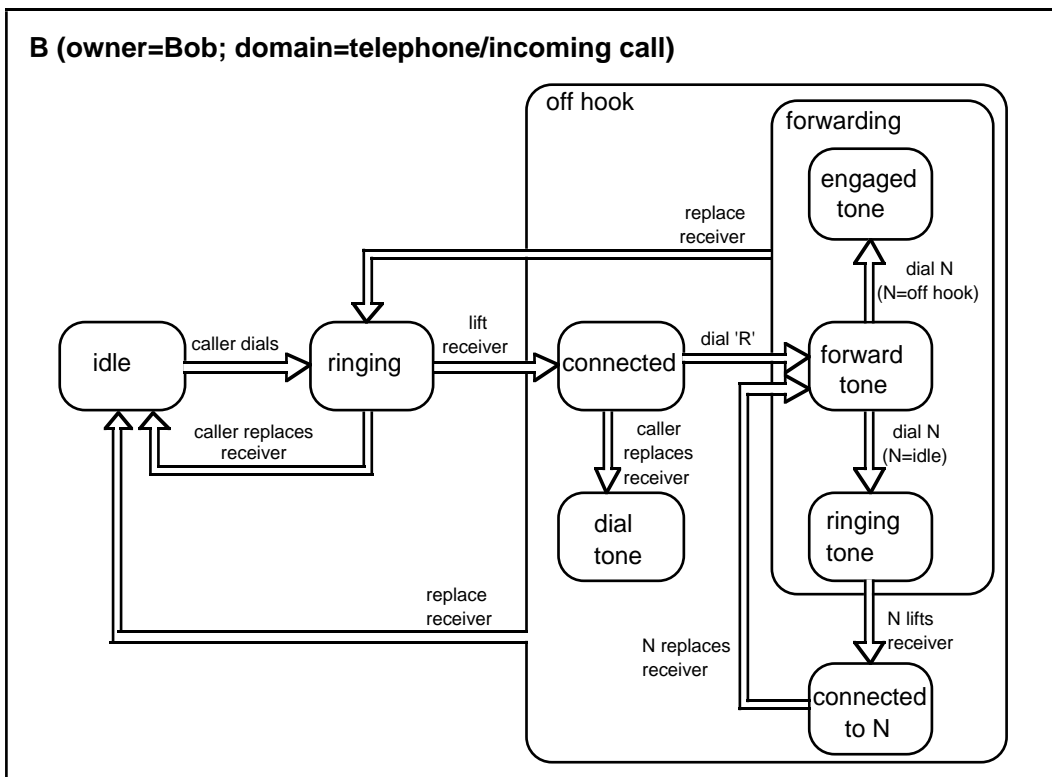 B (owner=Bob; domain=telephone/incoming call)
off hook
forwarding
engaged
tone
replace
receiver
dial N
(N=off hook)
idle
caller dials
ringing
lift
receiver
connected
dial 'R'
forward
tone
caller replaces
receiver
caller
replaces
receiver
dial N
(N=idle)
dial
tone
ringing
tone
replace
receiver
N replaces
receiver
N lifts
receiver
connected
to N